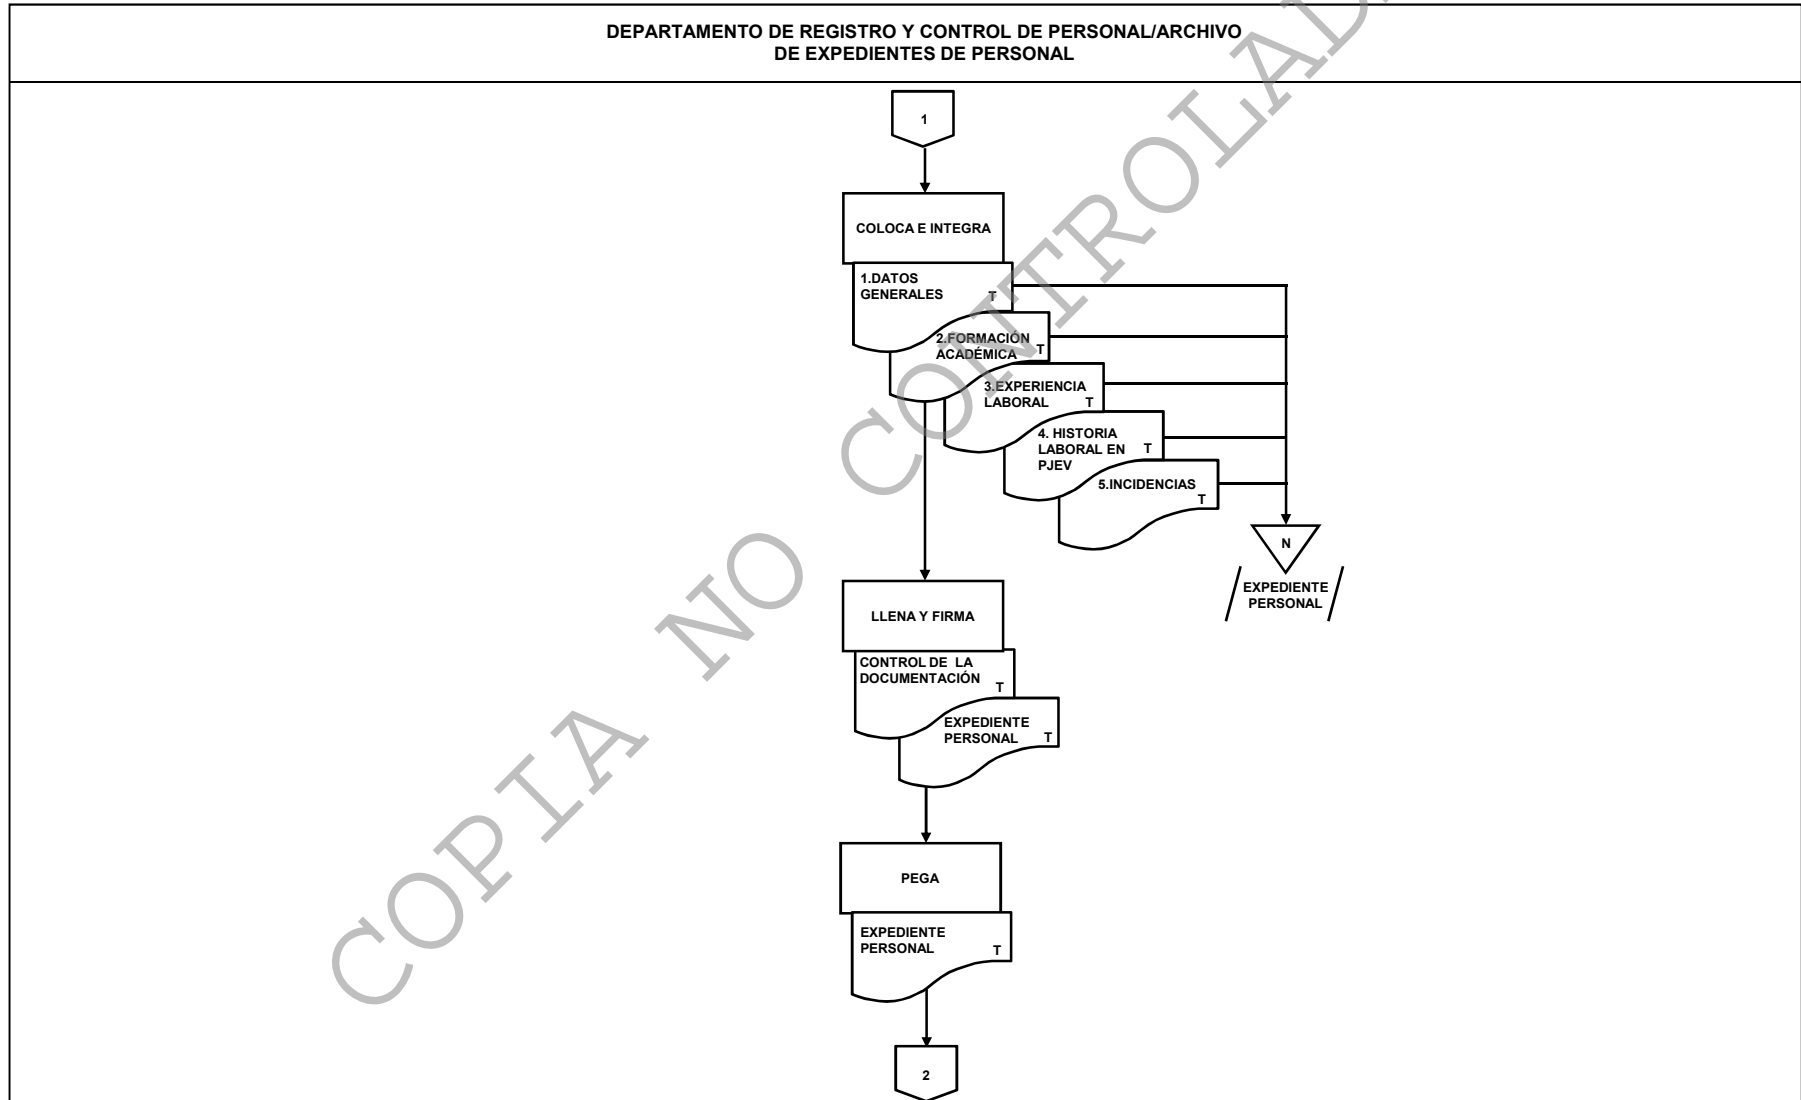 DEPARTAMENTO DE REGISTRO Y CONTROL DE PERSONAL/ARCHIVO
DE EXPEDIENTES DE PERSONAL
1
COLOCA E INTEGRA
1.DATOS
GENERALES
T
2.FORMACIÓN
ACADÉMICA
T
3.EXPERIENCIA
LABORAL
T
4. HISTORIA
LABORAL EN
PJEV
T
5.INCIDENCIAS
T
N
EXPEDIENTE
PERSONAL
LLENA Y FIRMA
CONTROL DE LA
DOCUMENTACIÓN
T
EXPEDIENTE
PERSONAL
T
PEGA
EXPEDIENTE
PERSONAL
T
2
COPIA NO CONTROLAD